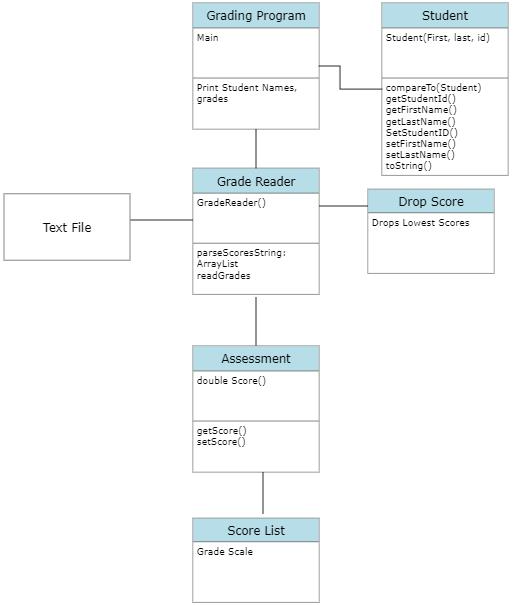 Grading Program
Main
Print Student Names,
grades
Student
Student(First, last, id)
compareTo(Student)
getStudentId()
getFirstName()
getLastName()
SetStudentID()
setFirstName()
setLastName()
toString()
Grade Reader
GradeReader()
parseScoresString:
ArrayList
readGrades
Text File
Drop Score
Drops Lowest Scores
Assessment
double Score()
getScore()
setScore()
Score List
Grade Scale